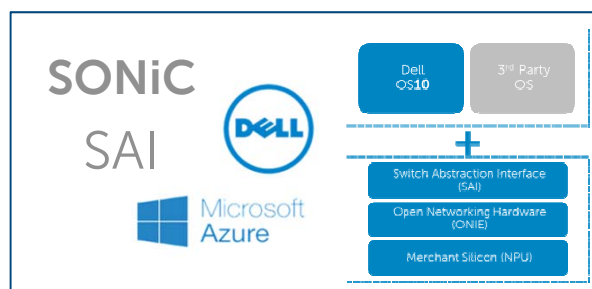 SONiC
SAI
DELL
Microsoft
Azure
Dell
OS10
3rd Party
OS
+
Switch Abstraction Interface
(SAI)
Open Networking Hardware
(ONIE)
Merchant Silicon (NPU)